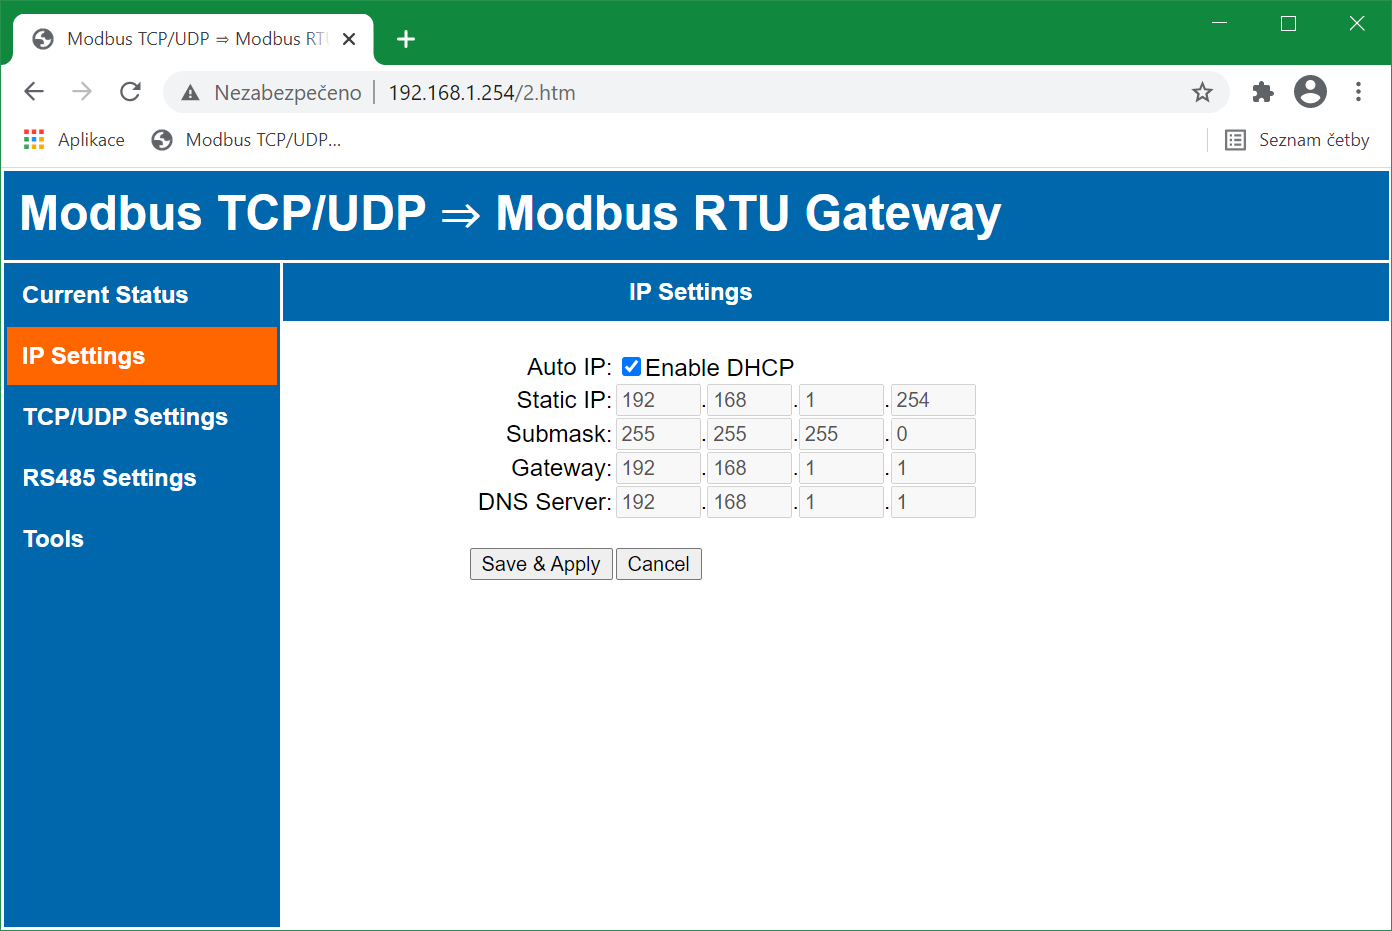 Modbus TCP/UDP ⇒ Modbus RT
Nezabezpečeno 192.168.1.254/2.htm
Aplikace Modbus TCP/UDP... Seznam četby
Modbus TCP/UDP ⇒ Modbus RTU Gateway
Current Status
IP Settings
TCP/UDP Settings
RS485 Settings
Tools
IP Settings
Auto IP: Enable DHCP
Static IP: 192 . 168 . 1 . 254
Submask: 255 . 255 . 255 . 0
Gateway: 192 . 168 . 1 . 1
DNS Server: 192 . 168 . 1 . 1
Save & Apply Cancel